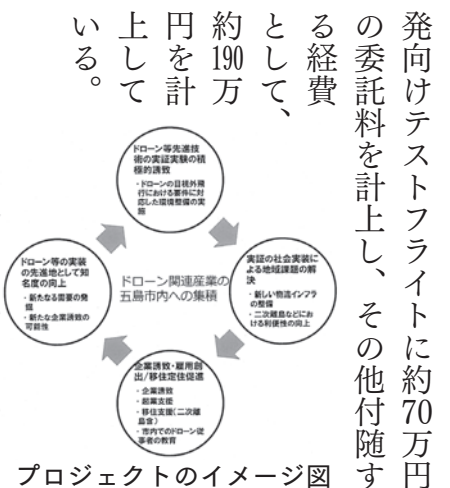 発向けテストフライトに約70万円
の委託料を計上し、その他付随す
る経費
として、
約190万
円を計
上して
いる。
ドローン等先進技
術の実証実験の積
極的誘致
・ドローンの目視外飛
行における要件に対
応した環境整備の実
施
実証の社会実装に
よる地域課題の解
決
・新しい物流インフラ
の整備
・二次離島などにお
ける利便性の向上
企業誘致・雇用創
出/移住定住促進
・企業誘致
・起業支援
・移住支援(二次離
島含)
・市内でのドローン従
事者の教育
ドローン等の実装
の先進地として知
名度の向上
・新たなる需要の発
掘
・新たな企業誘致の
可能性
ドローン関連産業の
五島市内への集積
プロジェクトのイメージ図